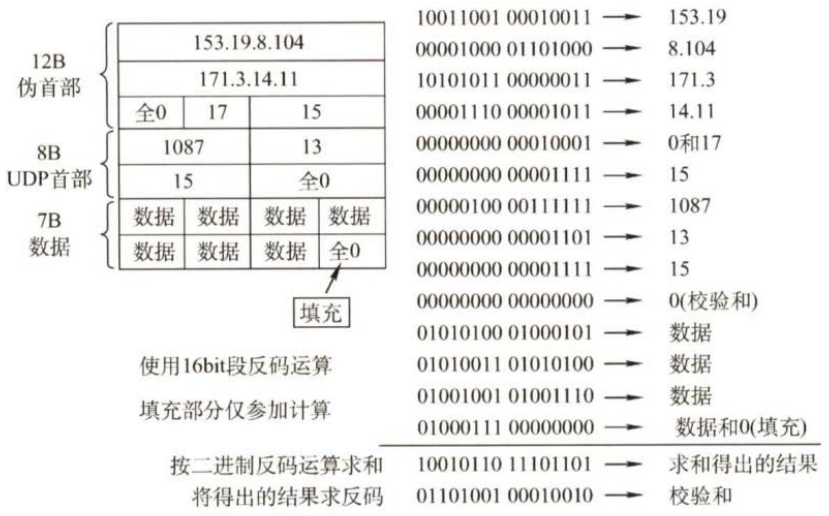 12B
伪首部
153.19.8.104
171.3.14.11
全0 17 15
8B
UDP首部
1087 13
15 全0
7B
数据
数据 数据 数据 数据
数据 数据 数据 全0
填充
使用16bit段反码运算
填充部分仅参加计算
10011001 00010011 → 153.19
00001000 01101000 → 8.104
10101011 00000011 → 171.3
00001110 00001011 → 14.11
00000000 00010001 → 0和17
00000000 00001111 → 15
00000100 00111111 → 1087
00000000 00001101 → 13
00000000 00001111 → 15
00000000 00000000 → 0(校验和)
01010100 01000101 → 数据
01010011 01010100 → 数据
01001001 01001110 → 数据
01000111 00000000 → 数据和0(填充)
按二进制反码运算求和 10010110 11101101 → 求和得出的结果
将得出的结果求反码 01101001 00010010 → 校验和